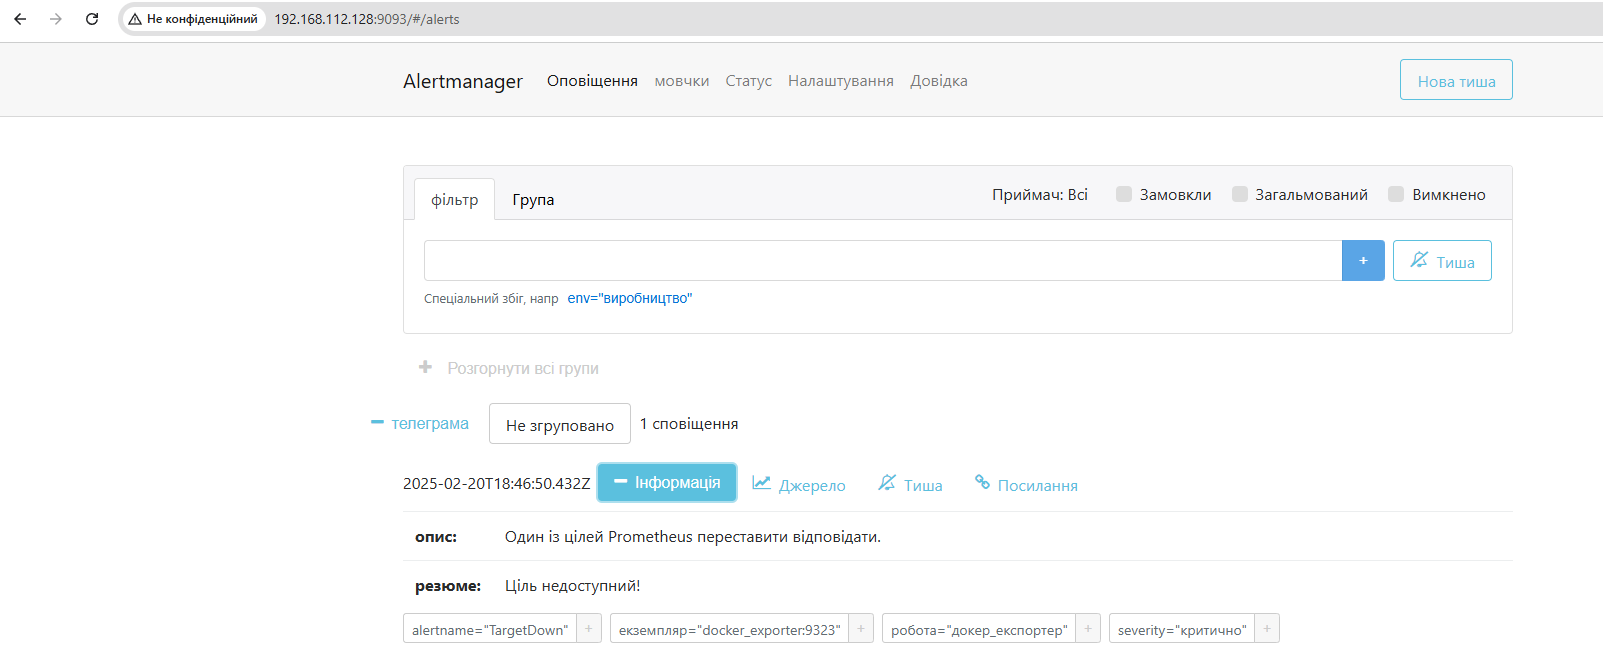 Не конфіденційний 192.168.112.128:9093/#/alerts
Alertmanager Оповіщення мовчки Статус Налаштування Довідка Нова тиша
фільтр Група Приймач: Всі Замовкли Загальмований Вимкнено
+ Тиша
Спеціальний збіг, напр env="виробництво"
+ Розгорнути всі групи
телеграма Не згруповано 1 сповіщення
2025-02-20T18:46:50.432Z Інформація Джерело Тиша Посилання
опис: Один із цілей Prometheus переставити відповідати.
резюме: Ціль недоступний!
alertname="TargetDown" + екземпляр="docker_exporter:9323" + робота="докер_експортер" + severity="критично" +